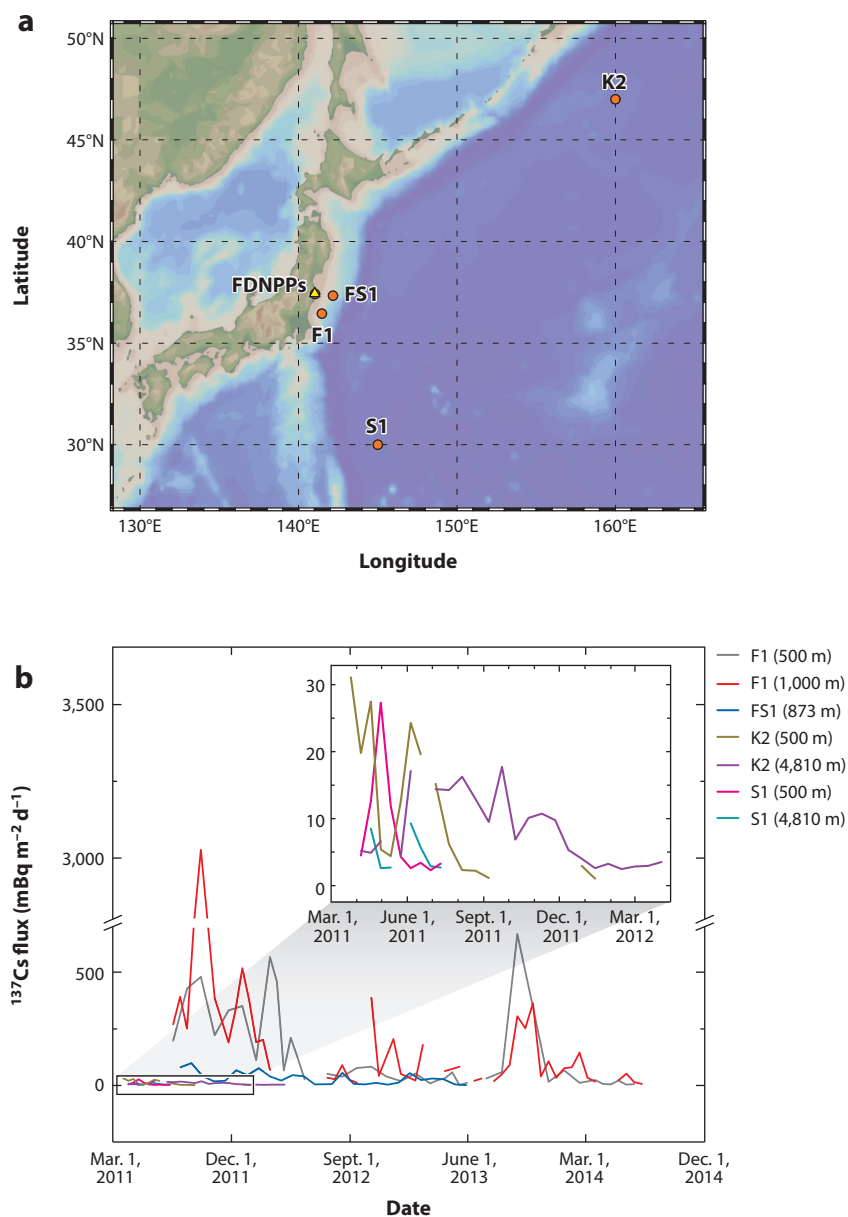 a
50°N
45°N
40°N
35°N
30°N
Latitude
K2
FDNPPs
FS1
F1
S1
130°E
140°E
150°E
160°E
Longitude
b
3,500
3,000
500
0
¹³⁷Cs flux (mBq m⁻² d⁻¹)
30
20
10
0
Mar. 1,
2011
June 1,
2011
Sept. 1,
2011
Dec. 1,
2011
Mar. 1,
2012
F1 (500 m)
F1 (1,000 m)
FS1 (873 m)
K2 (500 m)
K2 (4,810 m)
S1 (500 m)
S1 (4,810 m)
Mar. 1,
2011
Dec. 1,
2011
Sept. 1,
2012
June 1,
2013
Mar. 1,
2014
Dec. 1,
2014
Date